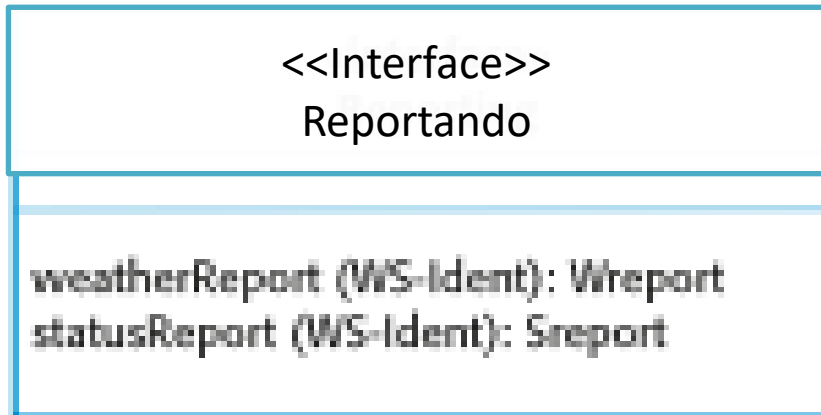 <<Interface>>
Reportando
weatherReport (WS-Ident): Wreport
statusReport (WS-Ident): Sreport